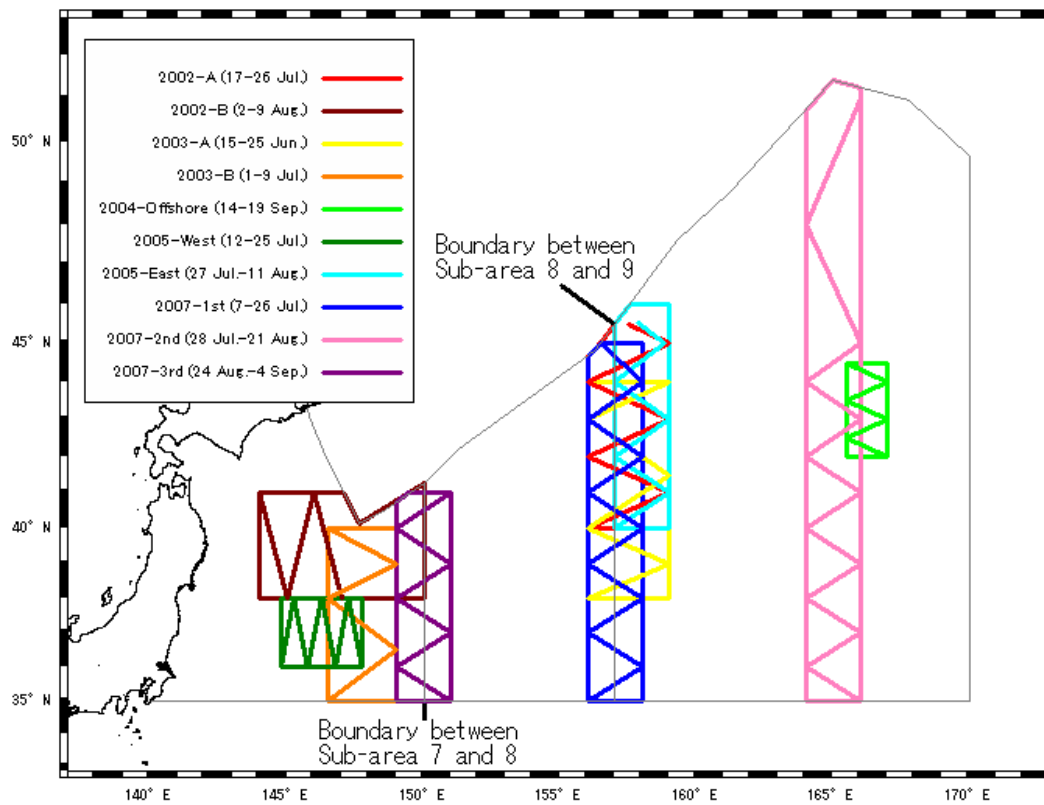 2002-A (17-26 Jul.)
2002-B (2-9 Aug.)
2003-A (15-25 Jun.)
2003-B (1-9 Jul.)
2004-Offshore (14-19 Sep.)
2005-West (12-25 Jul.)
2005-East (27 Jul.-11 Aug.)
2007-1st (7-26 Jul.)
2007-2nd (28 Jul.-21 Aug.)
2007-3rd (24 Aug.-4 Sep.)
50° N
45° N
40° N
35° N
Boundary between
Sub-area 8 and 9
Boundary between
Sub-area 7 and 8
140° E
145° E
150° E
155° E
160° E
165° E
170° E